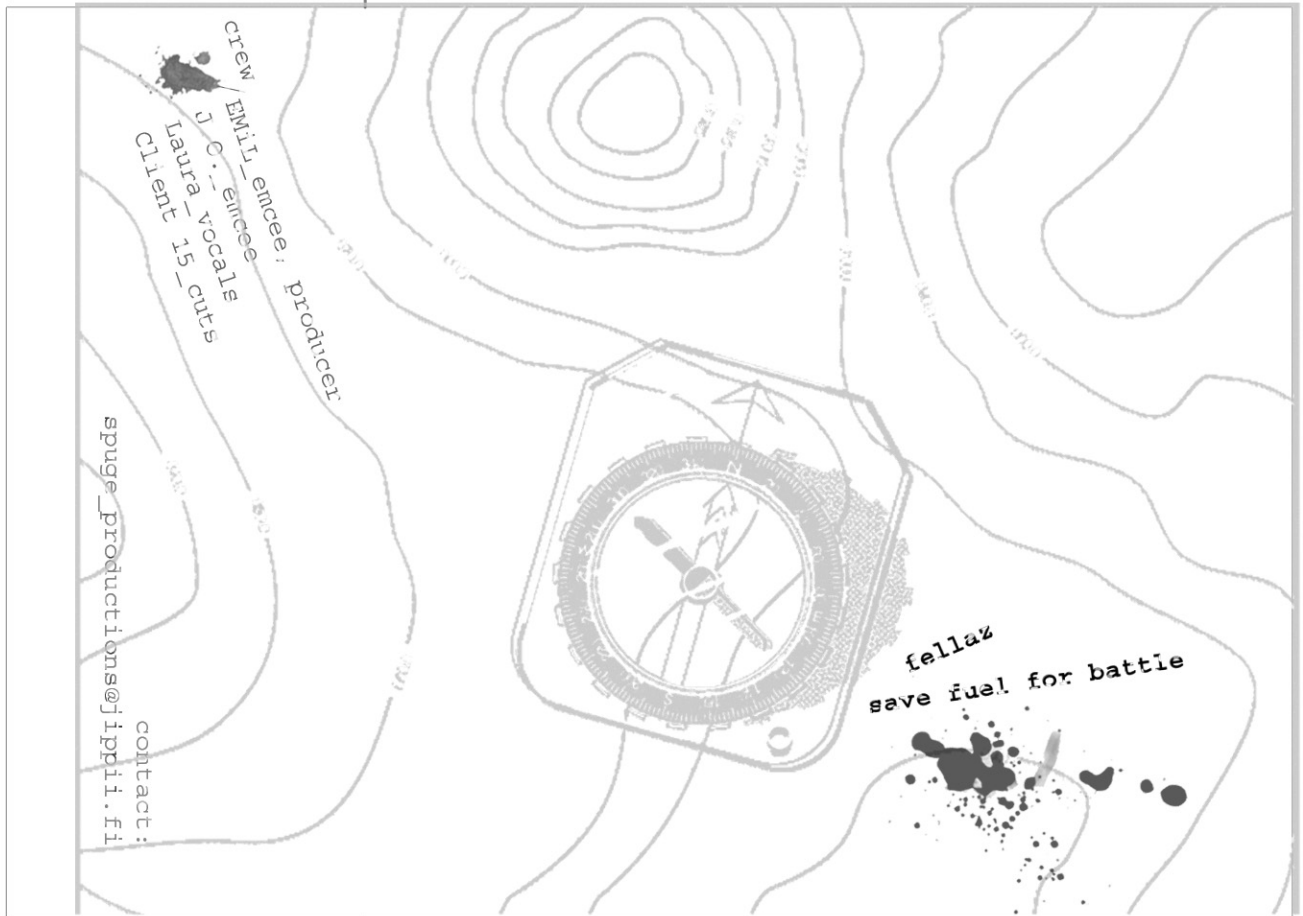 crew
EMiL_emcee, producer
J O._emcee
Laura_vocals
Client 15_cuts
contact:
spuge_productions@jippii.fi
fellaz
save fuel for battle